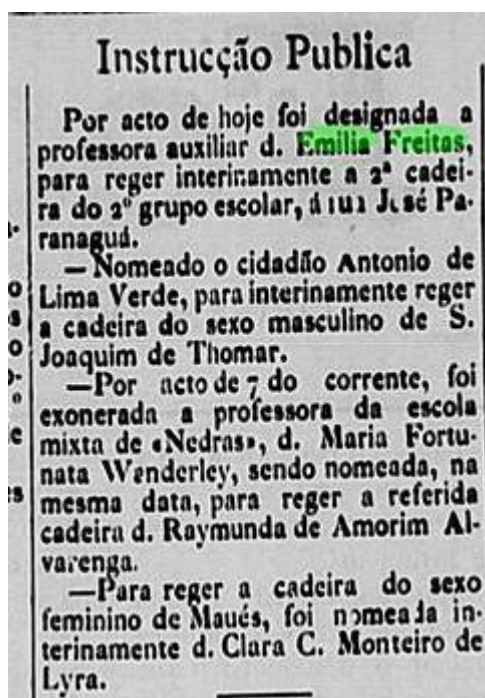 Instrucção Publica
Por acto de hoje foi designada a
professora auxiliar d. Emilia Freitas,
para reger interinamente a 2ª cadei-
ra do 2º grupo escolar, á rua José Pa-
ranaguá.
—Nomeado o cidadão Antonio de
Lima Verde, para interinamente reger
a cadeira do sexo masculino de S.
Joaquim de Thomar.
—Por acto de 7 do corrente, foi
exonerada a professora da escola
mixta de «Nedras», d. Maria Fortu-
nata Wenderley, sendo nomeada, na
mesma data, para reger a referida
cadeira d. Raymunda de Amorim Al-
varenga.
—Para reger a cadeira do sexo
feminino de Maués, foi nomeada in-
terinamente d. Clara C. Monteiro de
Lyra.